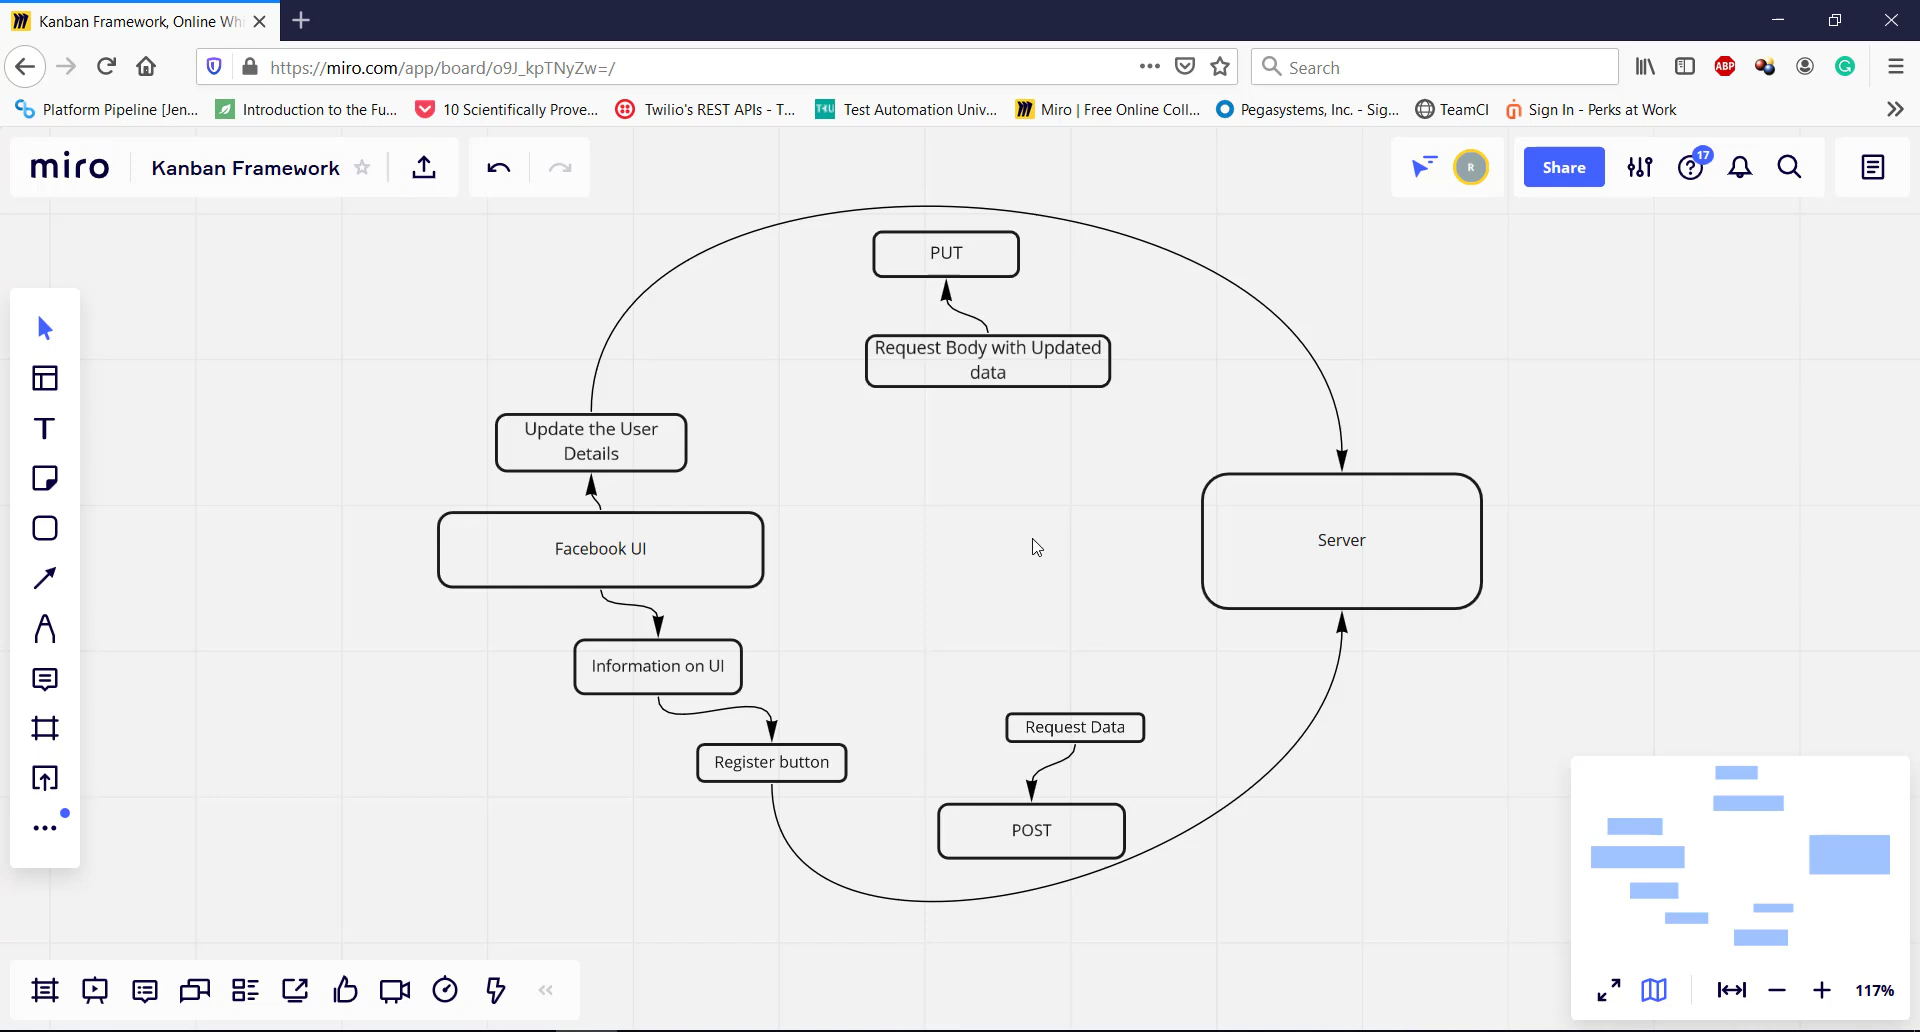 Kanban Framework, Online Whi
https://miro.com/app/board/o9J_kpTNyZw=/
Search
ABP
Platform Pipeline [Jen...
Introduction to the Fu...
10 Scientifically Prove...
Twilio's REST APIs - T...
TAU
Test Automation Univ...
Miro | Free Online Coll...
Pegasystems, Inc. - Sig...
TeamCI
Sign In - Perks at Work
miro
Kanban Framework
R
Share
17
PUT
Request Body with Updated
data
Update the User
Details
Facebook UI
Server
Information on UI
Request Data
Register button
POST
117%